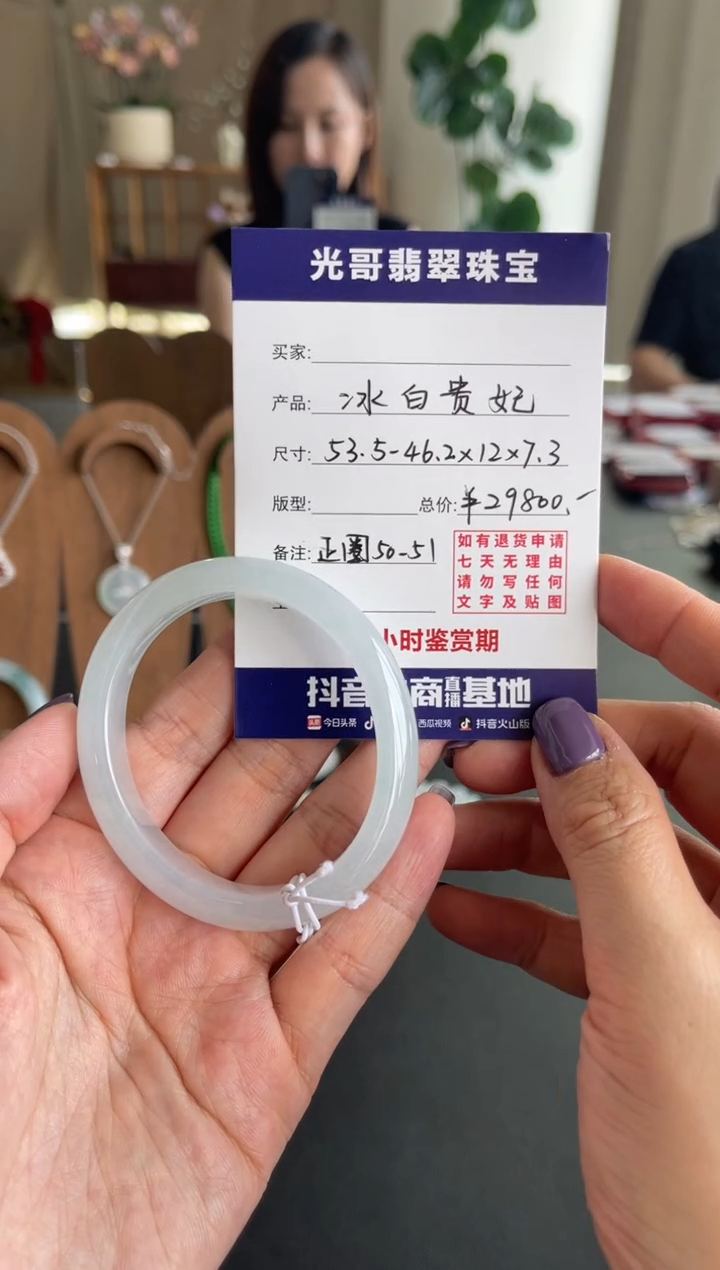 光哥翡翠珠宝
买家:
产品: 冰白贵妃
尺寸: 53.5-46.2×12×7.3
版型: 总价: ¥29800.-
备注: 正圈50-51
如有退货申请
七天无理由
请勿写任何
文字及贴图
小时鉴赏期
抖音 商直播基地
今日头条 西瓜视频 抖音火山版